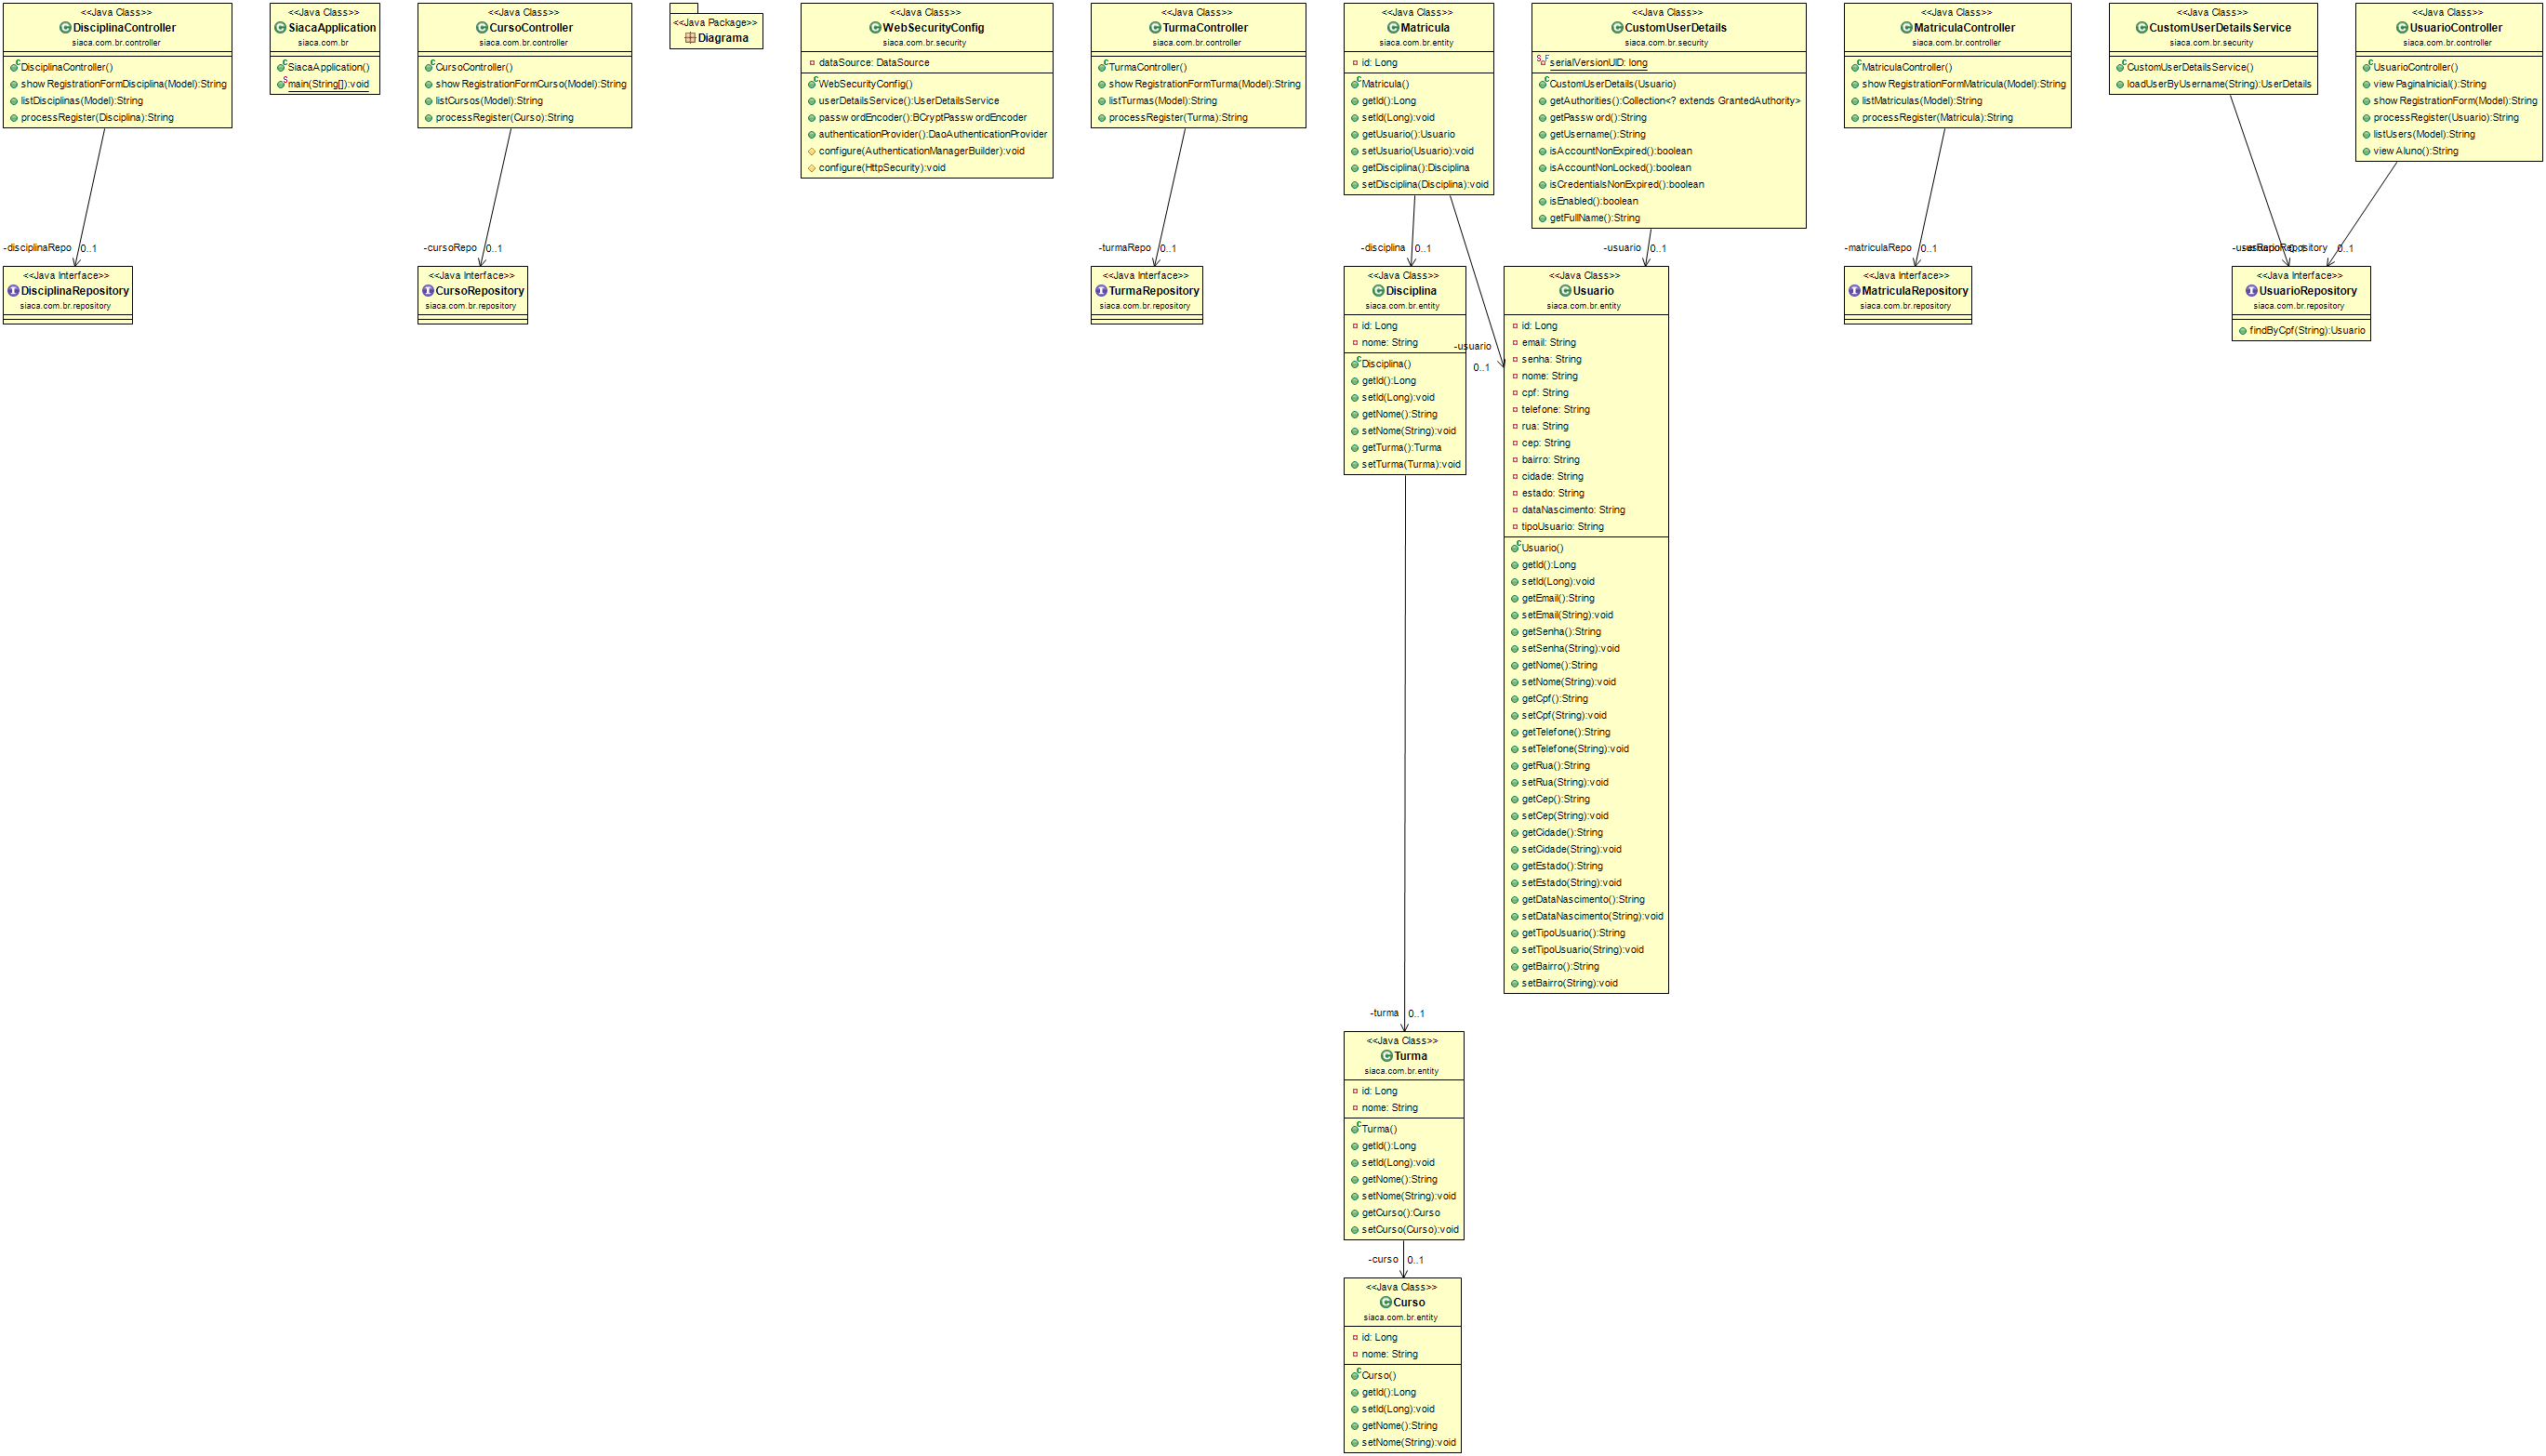 <<Java Class>>
DisciplinaController
siaca.com.br.controller
DisciplinaController()
showRegistrationFormDisciplina(Model):String
listDisciplinas(Model):String
processRegister(Disciplina):String
<<Java Class>>
SiacaApplication
siaca.com.br
SiacaApplication()
main(String[]):void
<<Java Class>>
CursoController
siaca.com.br.controller
CursoController()
showRegistrationFormCurso(Model):String
listCursos(Model):String
processRegister(Curso):String
<<Java Package>>
Diagrama
<<Java Class>>
WebSecurityConfig
siaca.com.br.security
dataSource: DataSource
WebSecurityConfig()
userDetailsService():UserDetailsService
passwordEncoder():BCryptPasswordEncoder
authenticationProvider():DaoAuthenticationProvider
configure(AuthenticationManagerBuilder):void
configure(HttpSecurity):void
<<Java Class>>
TurmaController
siaca.com.br.controller
TurmaController()
showRegistrationFormTurma(Model):String
listTurmas(Model):String
processRegister(Turma):String
<<Java Class>>
Matricula
siaca.com.br.entity
id: Long
Matricula()
getId():Long
setId(Long):void
getUsuario():Usuario
setUsuario(Usuario):void
getDisciplina():Disciplina
setDisciplina(Disciplina):void
<<Java Class>>
CustomUserDetails
siaca.com.br.security
serialVersionUID: long
CustomUserDetails(Usuario)
getAuthorities():Collection<? extends GrantedAuthority>
getPassword():String
getUsername():String
isAccountNonExpired():boolean
isAccountNonLocked():boolean
isCredentialsNonExpired():boolean
isEnabled():boolean
getFullName():String
<<Java Class>>
MatriculaController
siaca.com.br.controller
MatriculaController()
showRegistrationFormMatricula(Model):String
listMatriculas(Model):String
processRegister(Matricula):String
<<Java Class>>
CustomUserDetailsService
siaca.com.br.security
CustomUserDetailsService()
loadUserByUsername(String):UserDetails
<<Java Class>>
UsuarioController
siaca.com.br.controller
UsuarioController()
viewPaginaInicial():String
showRegistrationForm(Model):String
processRegister(Usuario):String
listUsers(Model):String
viewAluno():String
-disciplinaRepo 0..1
-cursoRepo 0..1
-turmaRepo 0..1
-disciplina 0..1
-usuario 0..1
-matriculaRepo 0..1
0..1
<<Java Interface>>
DisciplinaRepository
siaca.com.br.repository
<<Java Interface>>
CursoRepository
siaca.com.br.repository
<<Java Interface>>
TurmaRepository
siaca.com.br.repository
<<Java Class>>
Disciplina
siaca.com.br.entity
id: Long
nome: String
Disciplina()
getId():Long
setId(Long):void
getNome():String
setNome(String):void
getTurma():Turma
setTurma(Turma):void
-usuario
0..1
<<Java Class>>
Usuario
siaca.com.br.entity
id: Long
email: String
senha: String
nome: String
cpf: String
telefone: String
rua: String
cep: String
bairro: String
cidade: String
estado: String
dataNascimento: String
tipoUsuario: String
Usuario()
getId():Long
setId(Long):void
getEmail():String
setEmail(String):void
getSenha():String
setSenha(String):void
getNome():String
setNome(String):void
getCpf():String
setCpf(String):void
getTelefone():String
setTelefone(String):void
getRua():String
setRua(String):void
getCep():String
setCep(String):void
getCidade():String
setCidade(String):void
getEstado():String
setEstado(String):void
getDataNascimento():String
setDataNascimento(String):void
getTipoUsuario():String
setTipoUsuario(String):void
getBairro():String
setBairro(String):void
<<Java Interface>>
MatriculaRepository
siaca.com.br.repository
<<Java Interface>>
UsuarioRepository
siaca.com.br.repository
findByCpf(String):Usuario
-turma 0..1
<<Java Class>>
Turma
siaca.com.br.entity
id: Long
nome: String
Turma()
getId():Long
setId(Long):void
getNome():String
setNome(String):void
getCurso():Curso
setCurso(Curso):void
-curso 0..1
<<Java Class>>
Curso
siaca.com.br.entity
id: Long
nome: String
Curso()
getId():Long
setId(Long):void
getNome():String
setNome(String):void